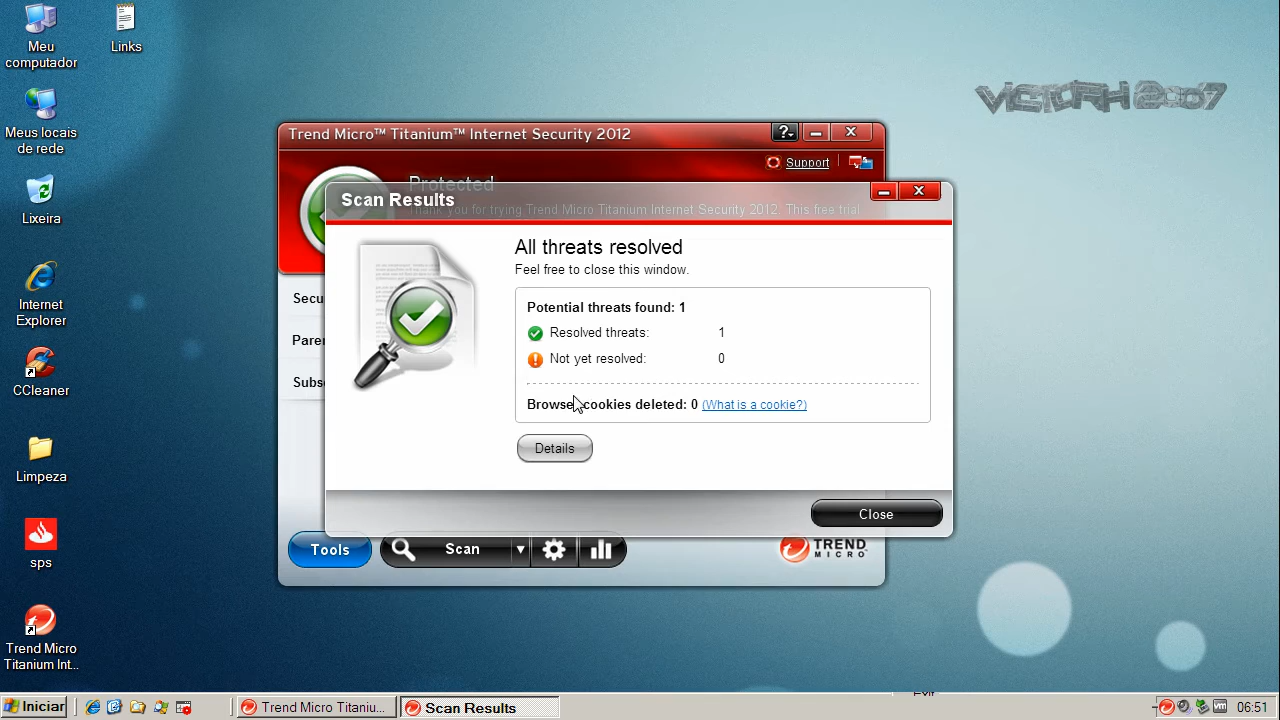 Meu
computador
Links
Meus locais
de rede
Lixeira
Internet
Explorer
CCleaner
Limpeza
sps
Trend Micro
Titanium Int...
VICTORH 2007
Trend Micro™ Titanium™ Internet Security 2012
?
Support
Protected
Thank you for trying Trend Micro Titanium Internet Security 2012. This free trial
Scan Results
All threats resolved
Feel free to close this window.
Potential threats found: 1
Resolved threats: 1
Not yet resolved: 0
Browser cookies deleted: 0 (What is a cookie?)
Details
Close
Secu
Paren
Subs
Tools
Scan
TREND
MICRO
Exit
Iniciar
Trend Micro Titaniu...
Scan Results
06:51